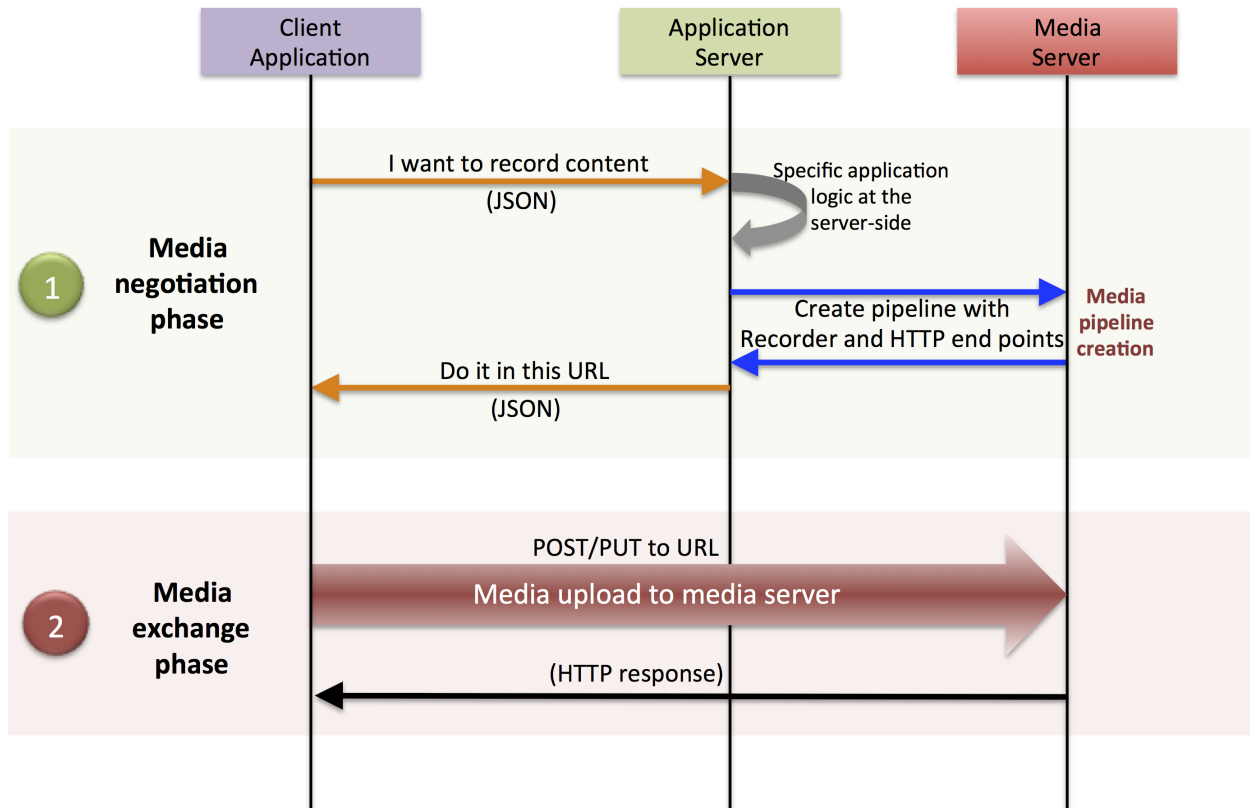 Client
Application
Application
Server
Media
Server
I want to record content
(JSON)
Specific application
logic at the
server-side
1
Media
negotiation
phase
Create pipeline with
Recorder and HTTP end points
Media
pipeline
creation
Do it in this URL
(JSON)
POST/PUT to URL
Media upload to media server
2
Media
exchange
phase
(HTTP response)